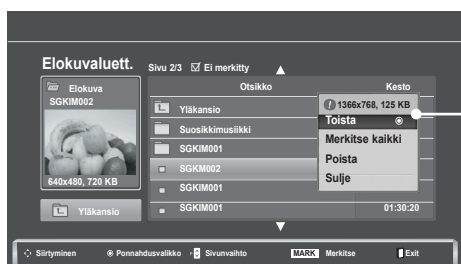 Elokuvaluett. Sivu 2/3 ☑ Ei merkitty
Elokuva
SGKIM002
640x480, 720 KB
Yläkansio
Otsikko Kesto
Yläkansio
Suosikkimusiikki
SGKIM001
SGKM002
SGKIM001
SGKIM001 01:30:20
1366x768, 125 KB
Toista
Merkitse kaikki
Poista
Sulje
Siirtyminen Ponnahdusvalikko P Sivunvaihto MARK Merkitse Exit